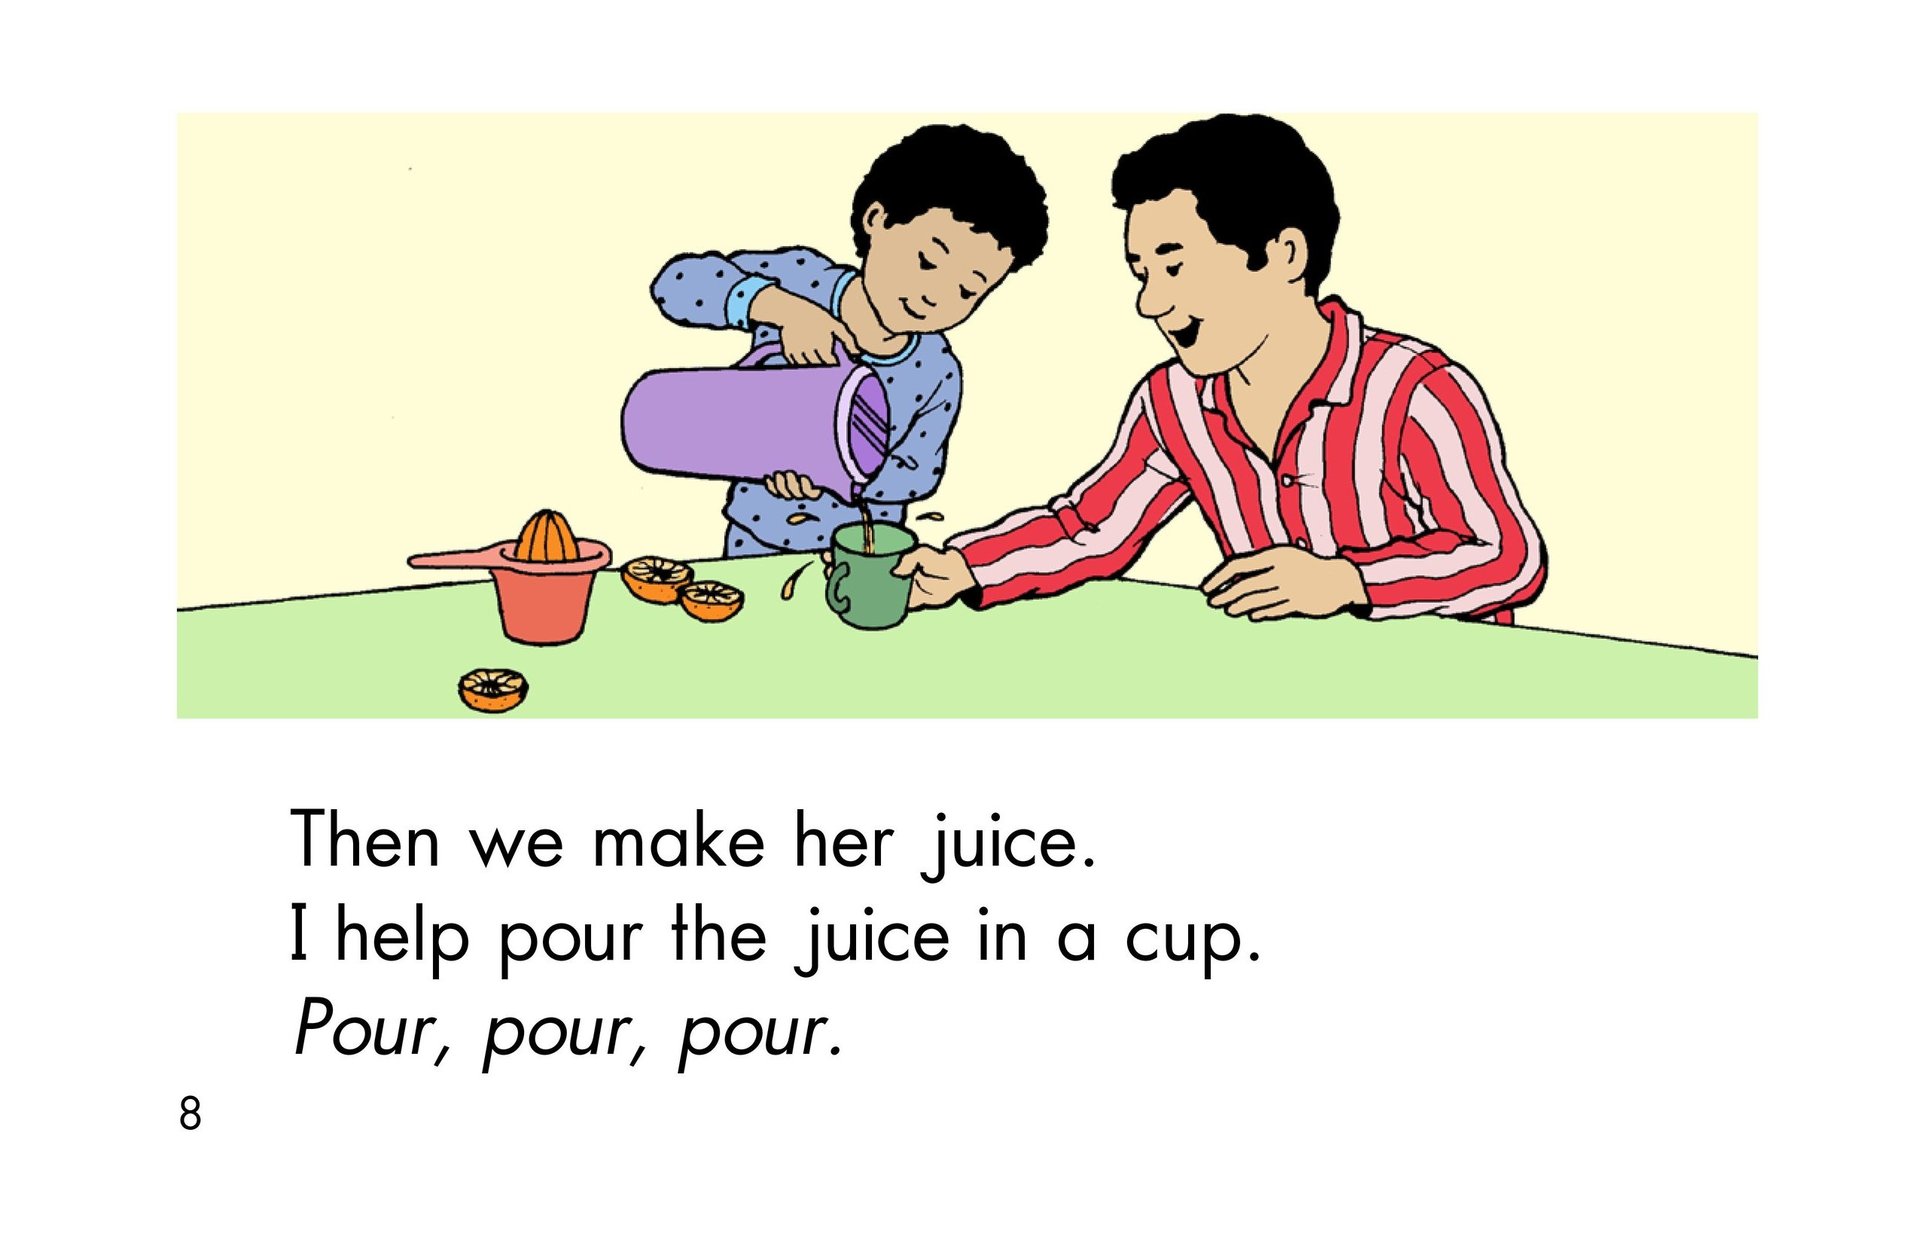 Then we make her juice.
I help pour the juice in a cup.
Pour, pour, pour.
8